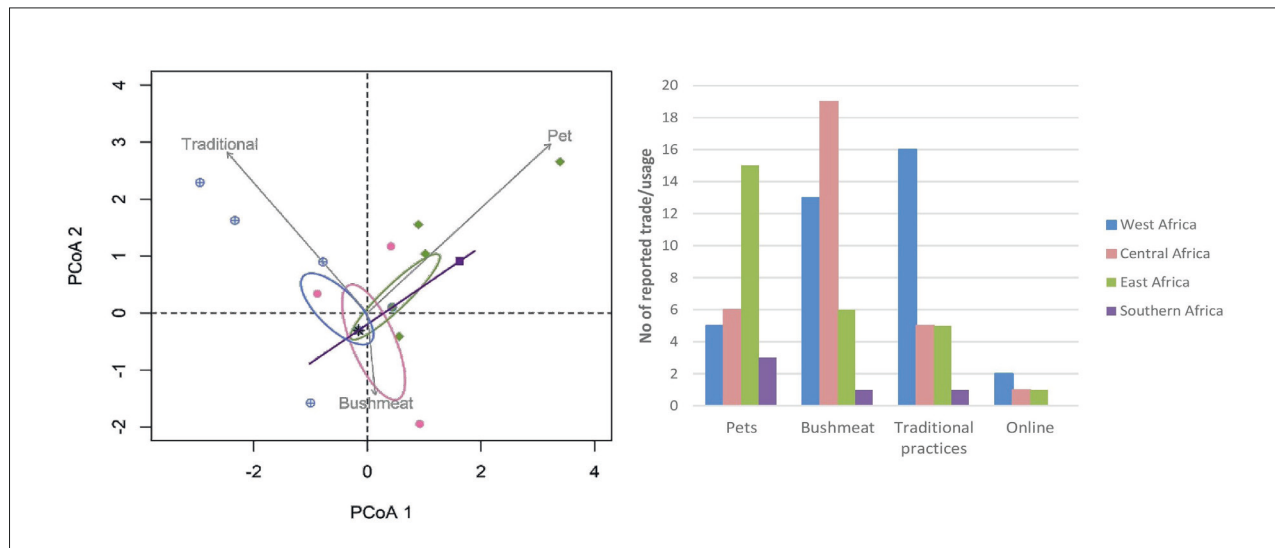 4
3
2
1
0
-1
-2
PCoA 2
Traditional
Pet
Bushmeat
-2
0
2
4
PCoA 1
20
18
16
14
12
10
8
6
4
2
0
No of reported trade/usage
Pets
Bushmeat
Traditional
practices
Online
West Africa
Central Africa
East Africa
Southern Africa